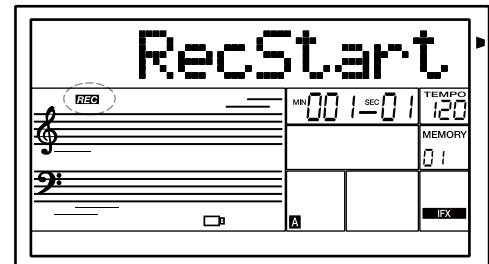 RecStart
REC
MIN 001-SEC 01
TEMPO
120
MEMORY
01
A
IFX